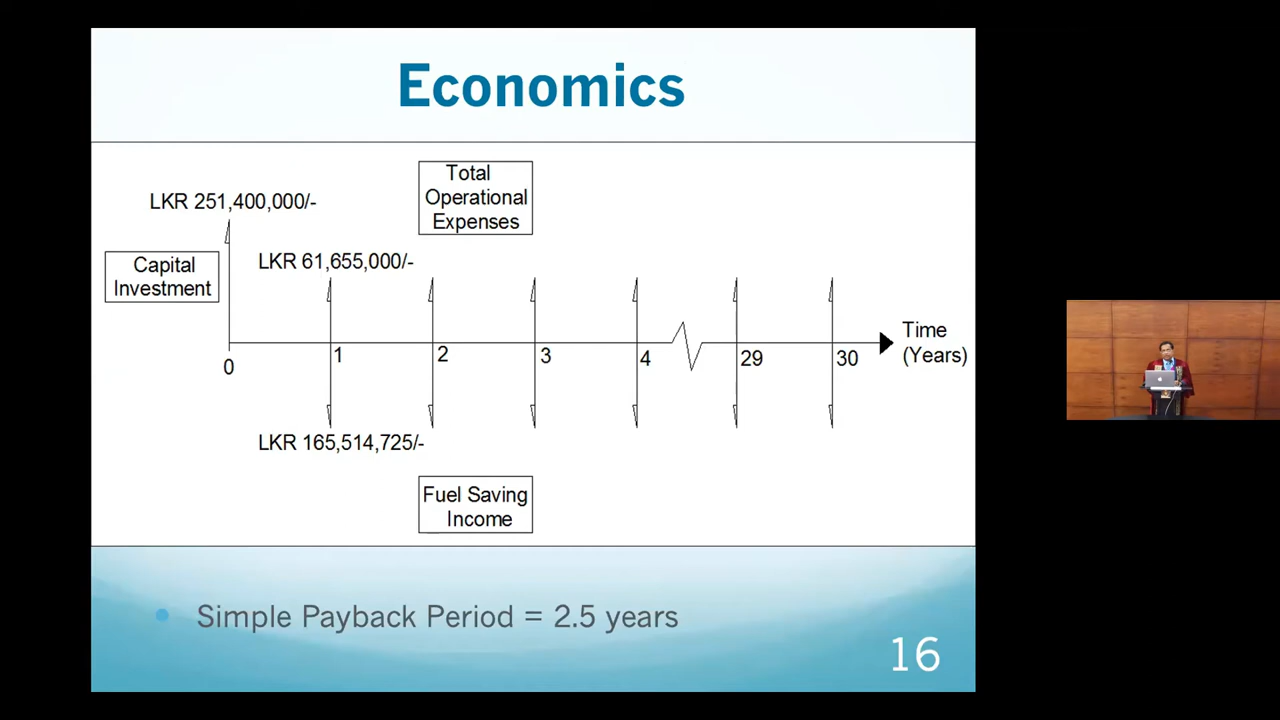 Economics
Total
Operational
Expenses
LKR 251,400,000/-
Capital
Investment
LKR 61,655,000/-
Time
(Years)
0
1
2
3
4
29
30
LKR 165,514,725/-
Fuel Saving
Income
Simple Payback Period = 2.5 years
16